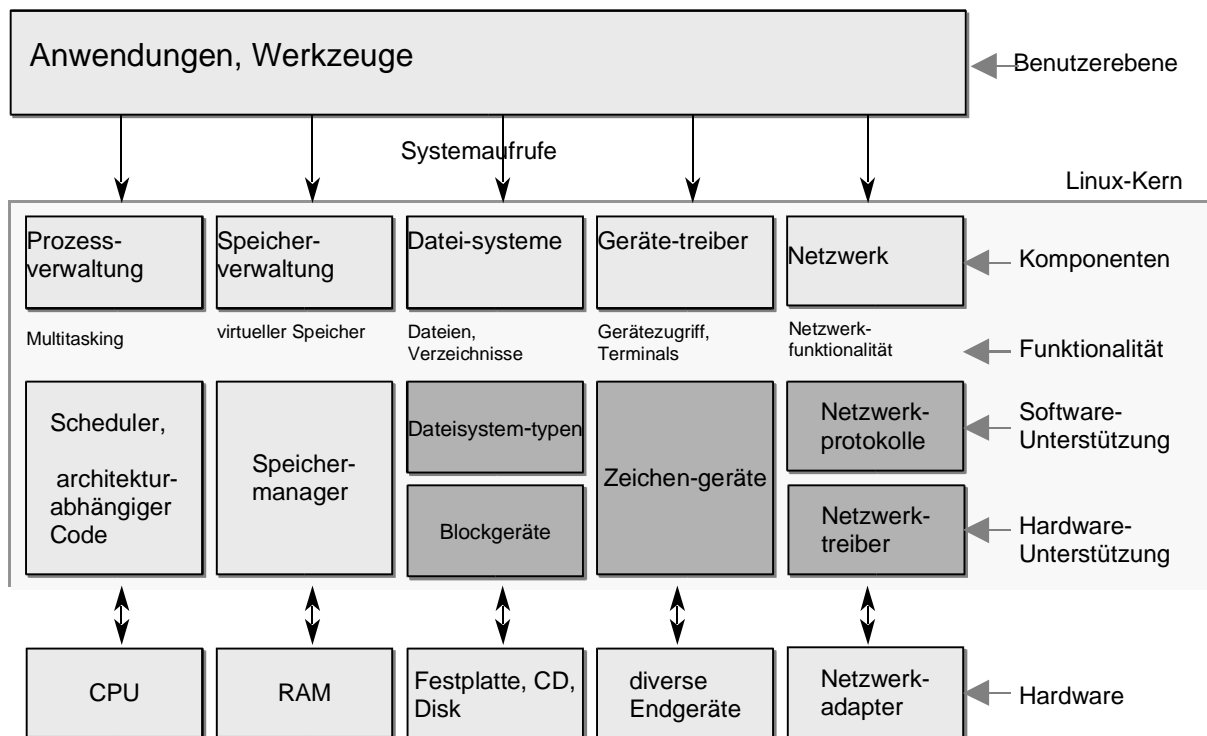 Anwendungen, Werkzeuge
Benutzerebene
Systemaufrufe
Linux-Kern
Prozess-
verwaltung
Speicher-
verwaltung
Datei-systeme
Geräte-treiber
Netzwerk
Komponenten
Multitasking
virtueller Speicher
Dateien,
Verzeichnisse
Gerätezugriff,
Terminals
Netzwerk-
funktionalität
Funktionalität
Scheduler,
architektur-
abhängiger
Code
Speicher-
manager
Dateisystem-typen
Blockgeräte
Zeichen-geräte
Netzwerk-
protokolle
Netzwerk-
treiber
Software-
Unterstützung
Hardware-
Unterstützung
CPU
RAM
Festplatte, CD,
Disk
diverse
Endgeräte
Netzwerk-
adapter
Hardware